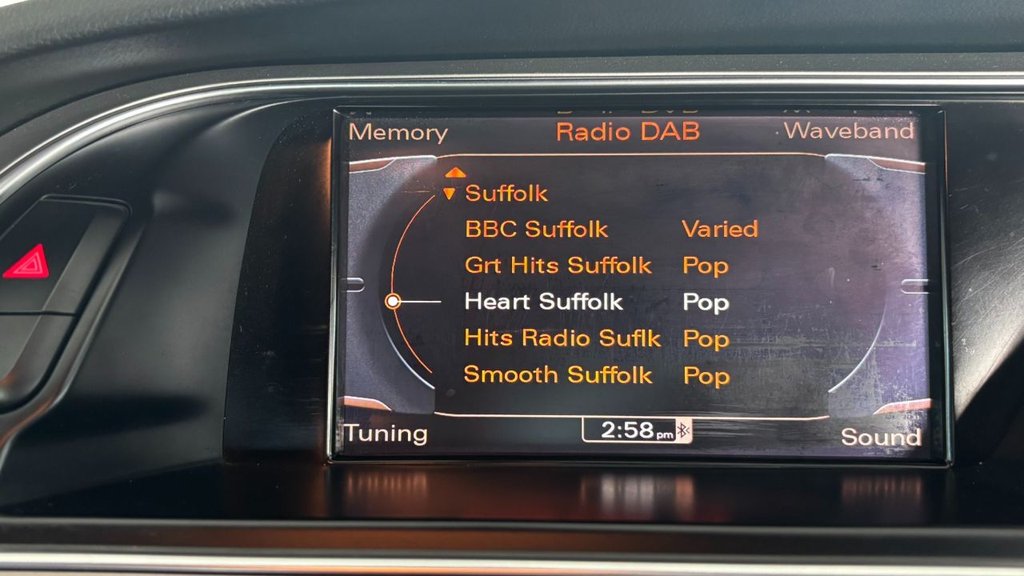 Memory Radio DAB Waveband
Suffolk
BBC Suffolk Varied
Grt Hits Suffolk Pop
Heart Suffolk Pop
Hits Radio Suflk Pop
Smooth Suffolk Pop
Tuning 2:58pm Sound